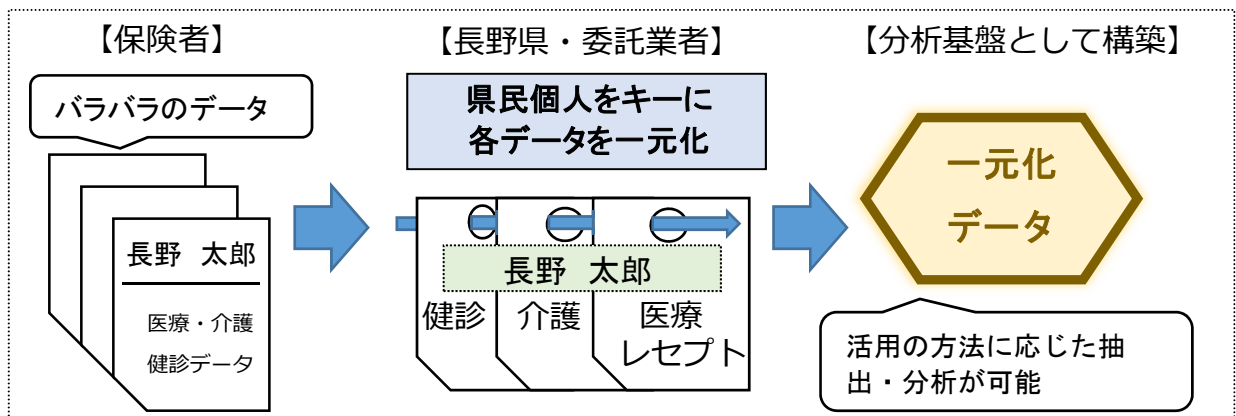 【保険者】
バラバラのデータ
長野　太郎
医療・介護
健診データ
【長野県・委託業者】
県民個人をキーに
各データを一元化
長野　太郎
健診
介護
医療
レセプト
【分析基盤として構築】
一元化
データ
活用の方法に応じた抽
出・分析が可能